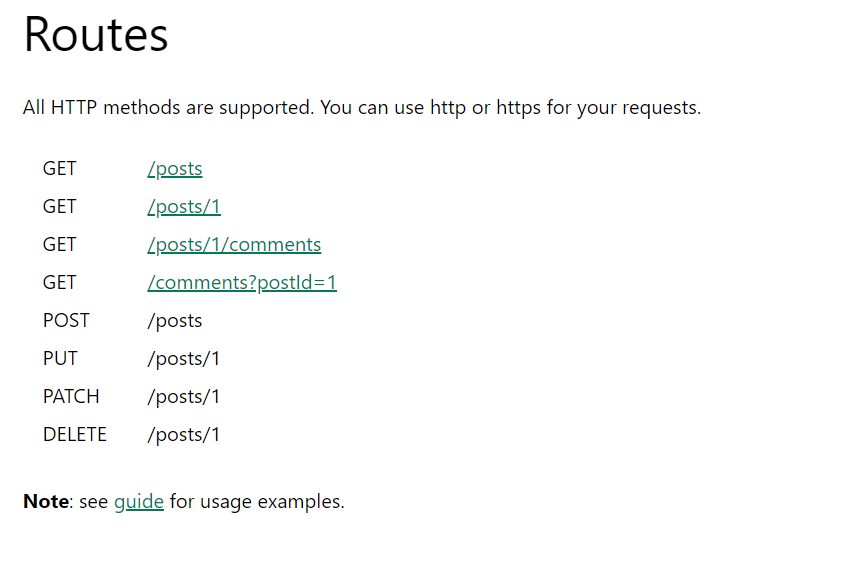 Routes
All HTTP methods are supported. You can use http or https for your requests.
GET /posts
GET /posts/1
GET /posts/1/comments
GET /comments?postId=1
POST /posts
PUT /posts/1
PATCH /posts/1
DELETE /posts/1
Note: see guide for usage examples.